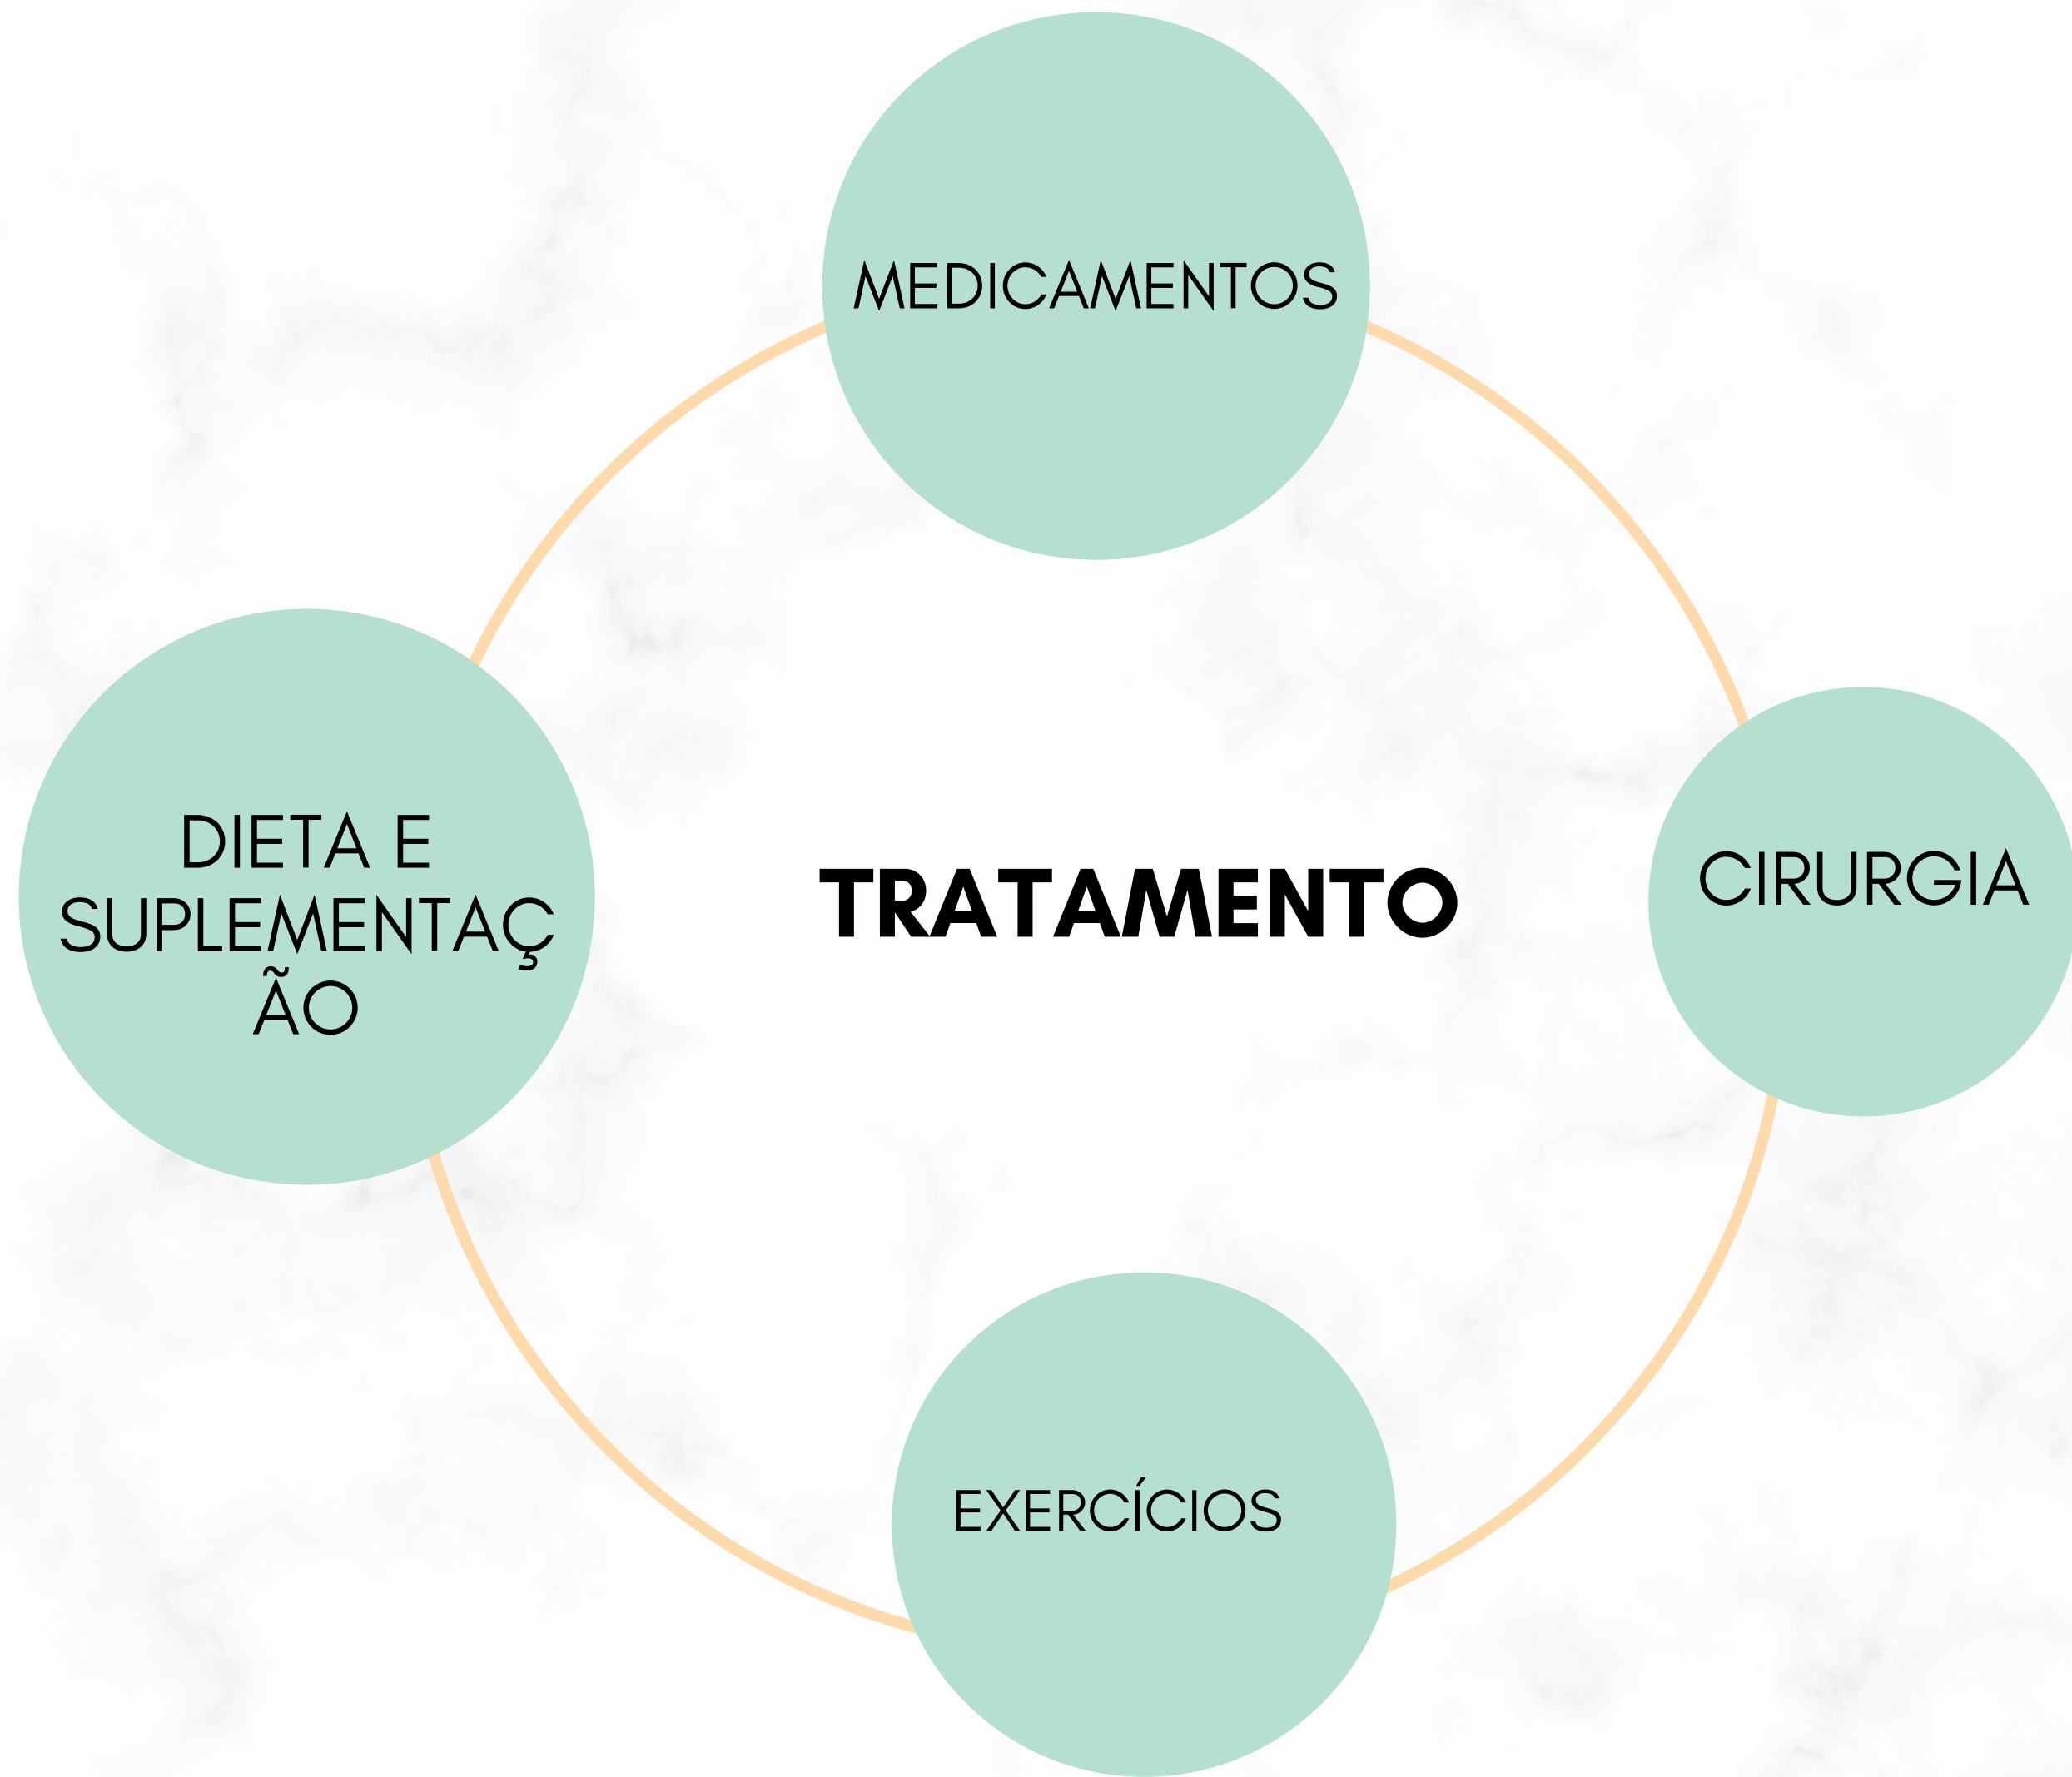 MEDICAMENTOS
DIETA E
SUPLEMENTAÇ
ÃO
TRATAMENTO
CIRURGIA
EXERCÍCIOS